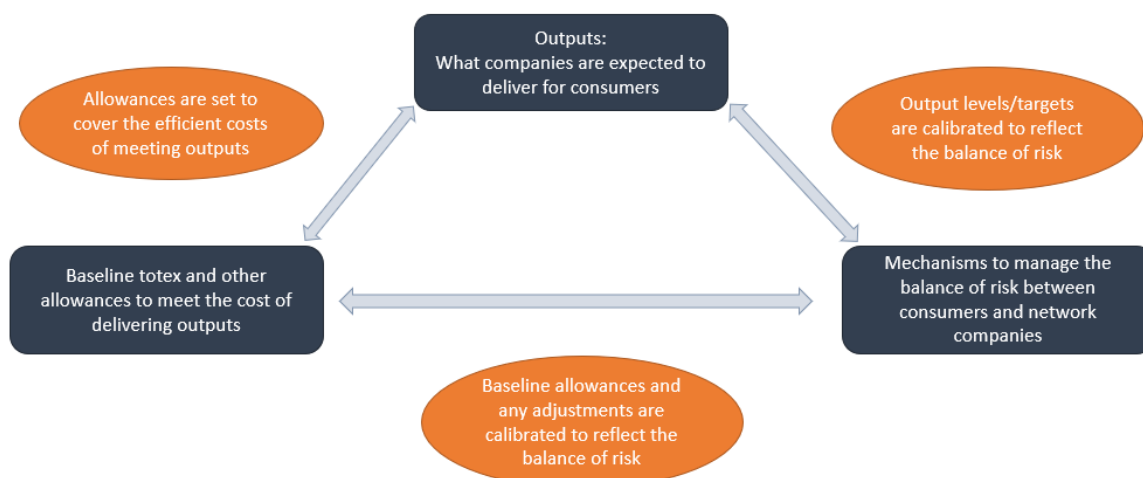 Outputs:
What companies are expected to
deliver for consumers
Allowances are set to
cover the efficient costs
of meeting outputs
Output levels/targets
are calibrated to reflect
the balance of risk
Baseline totex and other
allowances to meet the cost of
delivering outputs
Mechanisms to manage the
balance of risk between
consumers and network
companies
Baseline allowances and
any adjustments are
calibrated to reflect the
balance of risk